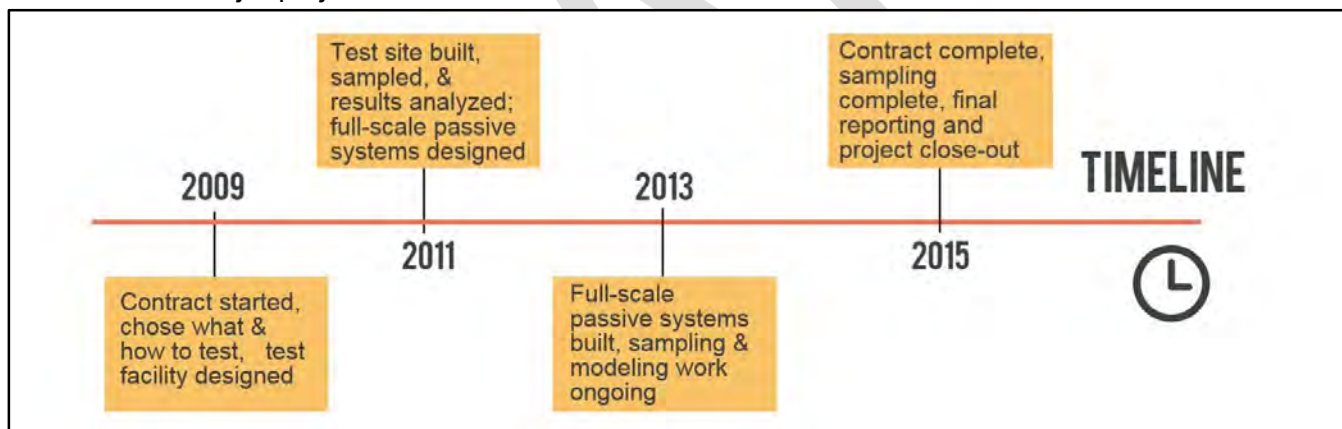 Test site built,
sampled, &
results analyzed;
full-scale passive
systems designed
Contract complete,
sampling
complete, final
reporting and
project close-out
TIMELINE
2009
2013
2011
2015
Contract started,
chose what &
how to test, test
facility designed
Full-scale
passive systems
built, sampling &
modeling work
ongoing